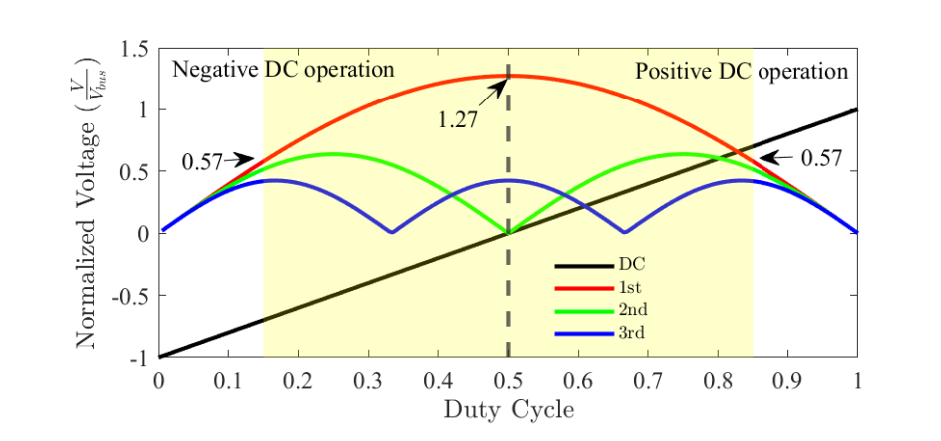 Negative DC operation
Positive DC operation
1.27
0.57
0.57
Normalized Voltage (V/Vbus)
1.5
1
0.5
0
-0.5
-1
DC
1st
2nd
3rd
0 0.1 0.2 0.3 0.4 0.5 0.6 0.7 0.8 0.9 1
Duty Cycle